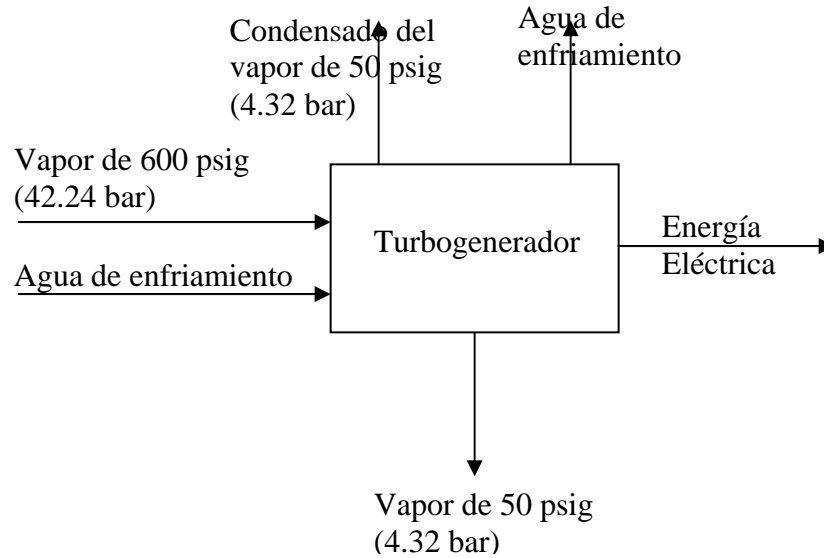 Condensado del
vapor de 50 psig
(4.32 bar)
Agua de
enfriamiento
Vapor de 600 psig
(42.24 bar)
Agua de enfriamiento
Turbogenerador
Energía
Eléctrica
Vapor de 50 psig
(4.32 bar)